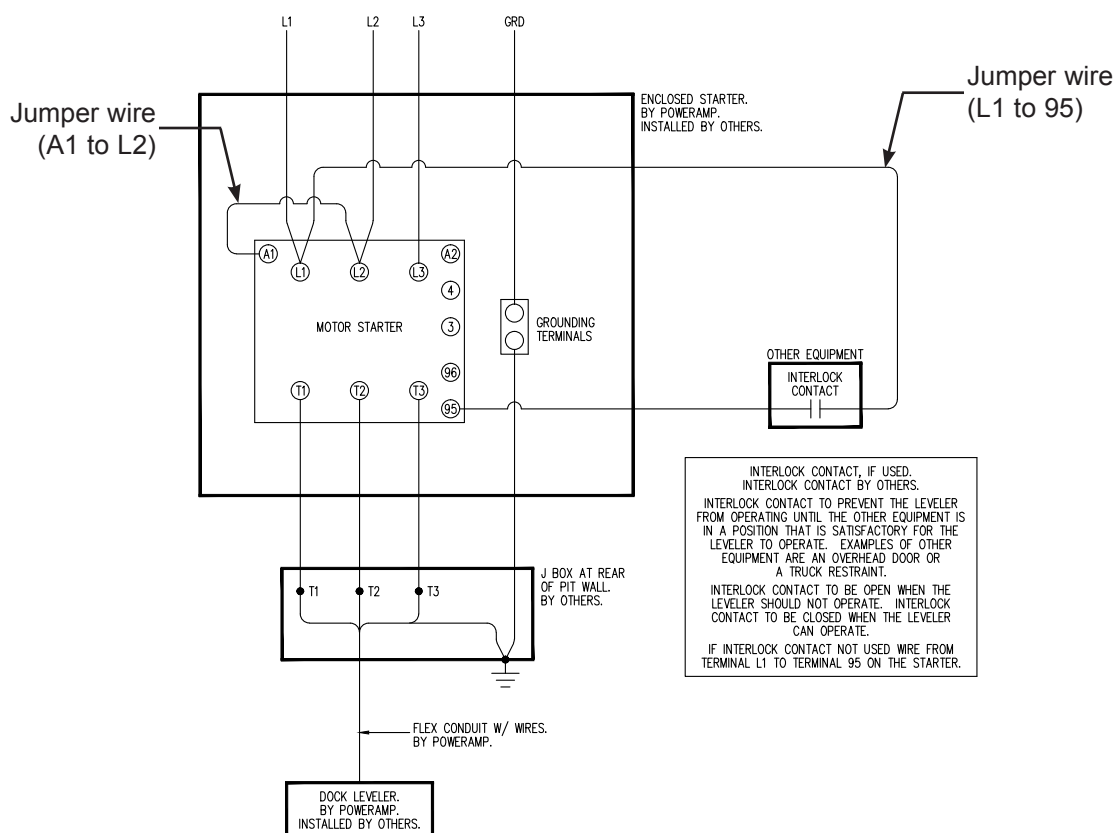 L1
L2
L3
GRD
Jumper wire
(A1 to L2)
ENCLOSED STARTER.
BY POWERAMP.
INSTALLED BY OTHERS.
Jumper wire
(L1 to 95)
A1
L1
L2
L3
A2
4
3
96
95
MOTOR STARTER
T1
T2
T3
GROUNDING
TERMINALS
OTHER EQUIPMENT
INTERLOCK
CONTACT
INTERLOCK CONTACT, IF USED.
INTERLOCK CONTACT BY OTHERS.
INTERLOCK CONTACT TO PREVENT THE LEVELER
FROM OPERATING UNTIL THE OTHER EQUIPMENT IS
IN A POSITION THAT IS SATISFACTORY FOR THE
LEVELER TO OPERATE. EXAMPLES OF OTHER
EQUIPMENT ARE AN OVERHEAD DOOR OR
A TRUCK RESTRAINT.
INTERLOCK CONTACT TO BE OPEN WHEN THE
LEVELER SHOULD NOT OPERATE. INTERLOCK
CONTACT TO BE CLOSED WHEN THE LEVELER
CAN OPERATE.
IF INTERLOCK CONTACT NOT USED WIRE FROM
TERMINAL L1 TO TERMINAL 95 ON THE STARTER.
T1
T2
T3
J BOX AT REAR
OF PIT WALL.
BY OTHERS.
FLEX CONDUIT W/ WIRES.
BY POWERAMP.
DOCK LEVELER.
BY POWERAMP.
INSTALLED BY OTHERS.